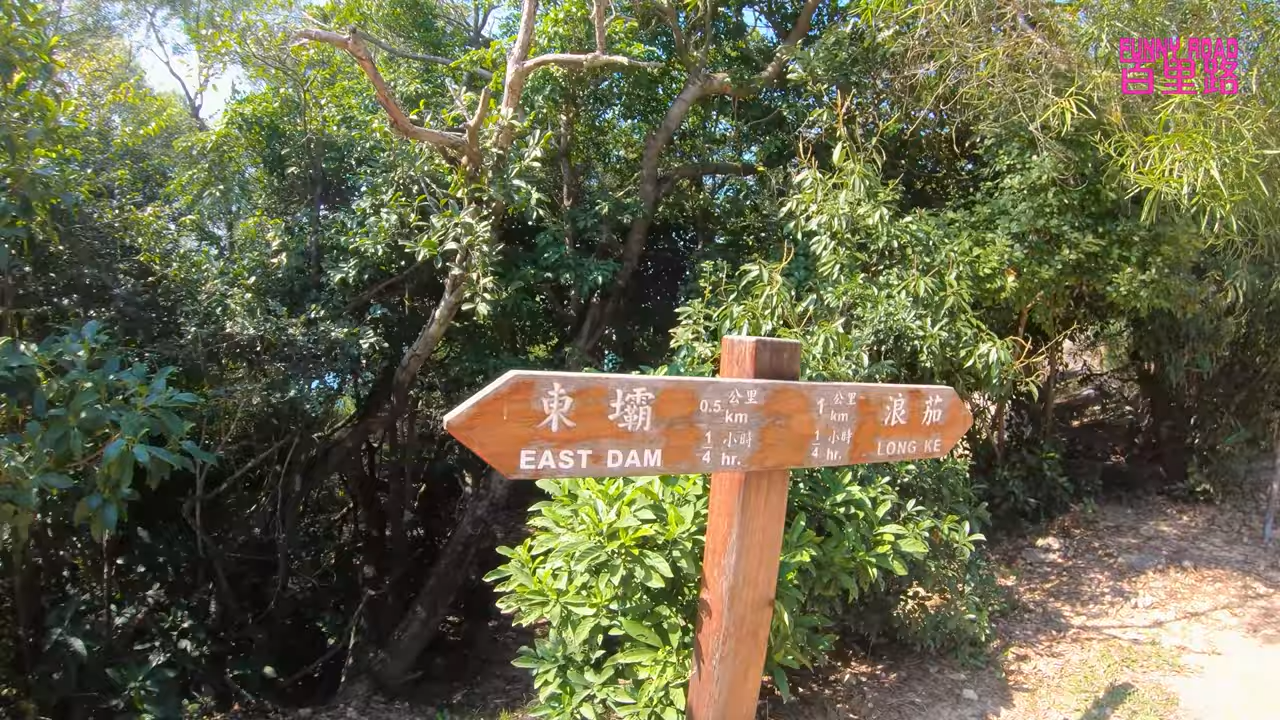 FUNNY ROAD
百里路
東壩
EAST DAM
0.5 公里
km
1/4 小時
hr.
1 公里
km
1/4 小時
hr.
浪茄
LONG KE